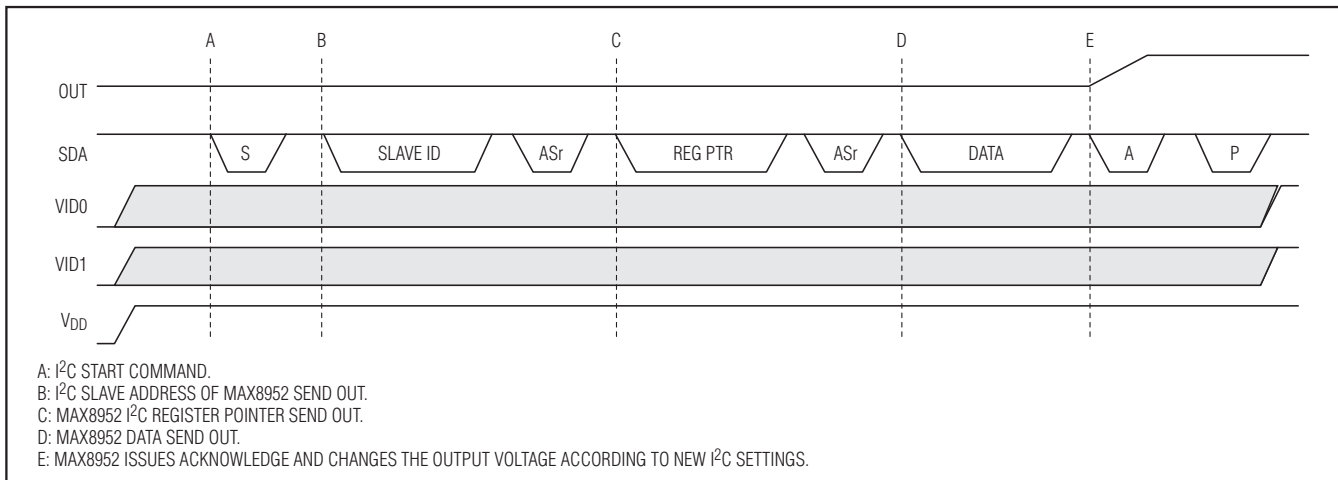 A B C D E
OUT
SDA S SLAVE ID ASr REG PTR ASr DATA A P
VID0
VID1
VDD
A: I2C START COMMAND.
B: I2C SLAVE ADDRESS OF MAX8952 SEND OUT.
C: MAX8952 I2C REGISTER POINTER SEND OUT.
D: MAX8952 DATA SEND OUT.
E: MAX8952 ISSUES ACKNOWLEDGE AND CHANGES THE OUTPUT VOLTAGE ACCORDING TO NEW I2C SETTINGS.